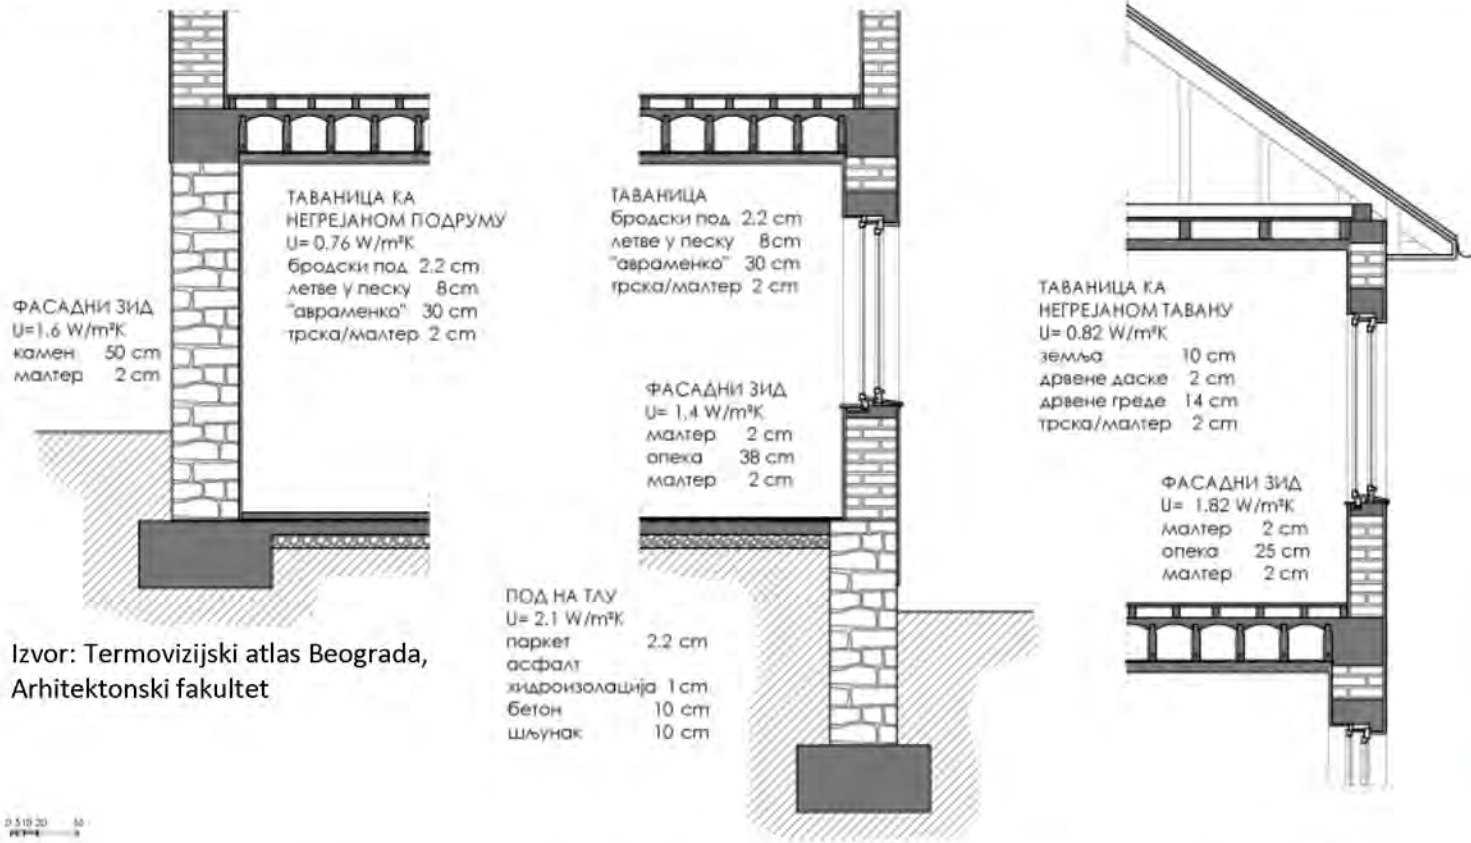 ФАСАДНИ ЗИД
U=1.6 W/m²K
камен 50 cm
малтер 2 cm
ТАВАНИЦА КА
НЕГРЕЈАНОМ ПОДРУМУ
U= 0.76 W/m²K
бродски под 2.2 cm
летве у песку 8cm
"авраменко" 30 cm
трска/малтер 2 cm
ТАВАНИЦА
бродски под 2.2 cm
летве у песку 8cm
"авраменко" 30 cm
трска/малтер 2 cm
ФАСАДНИ ЗИД
U= 1.4 W/m²K
малтер 2 cm
опека 38 cm
малтер 2 cm
ПОД НА ТЛУ
U= 2.1 W/m²K
паркет 2.2 cm
асфалт
хидроизолација 1cm
бетон 10 cm
шљунак 10 cm
ТАВАНИЦА КА
НЕГРЕЈАНОМ ТАВАНУ
U= 0.82 W/m²K
земља 10 cm
дрвене даске 2 cm
дрвене греде 14 cm
трска/малтер 2 cm
ФАСАДНИ ЗИД
U= 1.82 W/m²K
малтер 2 cm
опека 25 cm
малтер 2 cm
Izvor: Termovizijski atlas Beograda,
Arhitektonski fakultet